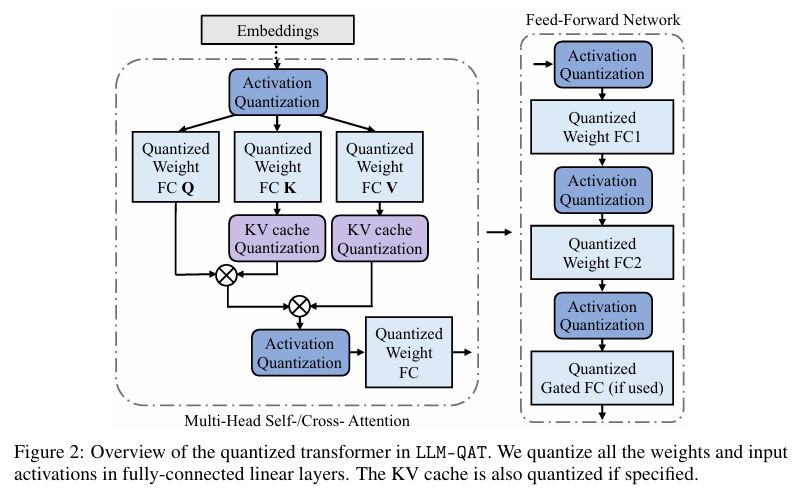 Embeddings
Activation
Quantization
Quantized
Weight
FC Q
Quantized
Weight
FC K
Quantized
Weight
FC V
KV cache
Quantization
KV cache
Quantization
Activation
Quantization
Quantized
Weight
FC
Multi-Head Self-/Cross- Attention
Feed-Forward Network
Activation
Quantization
Quantized
Weight FC1
Activation
Quantization
Quantized
Weight FC2
Activation
Quantization
Quantized
Gated FC (if used)
Figure 2: Overview of the quantized transformer in LLM-QAT. We quantize all the weights and input
activations in fully-connected linear layers. The KV cache is also quantized if specified.